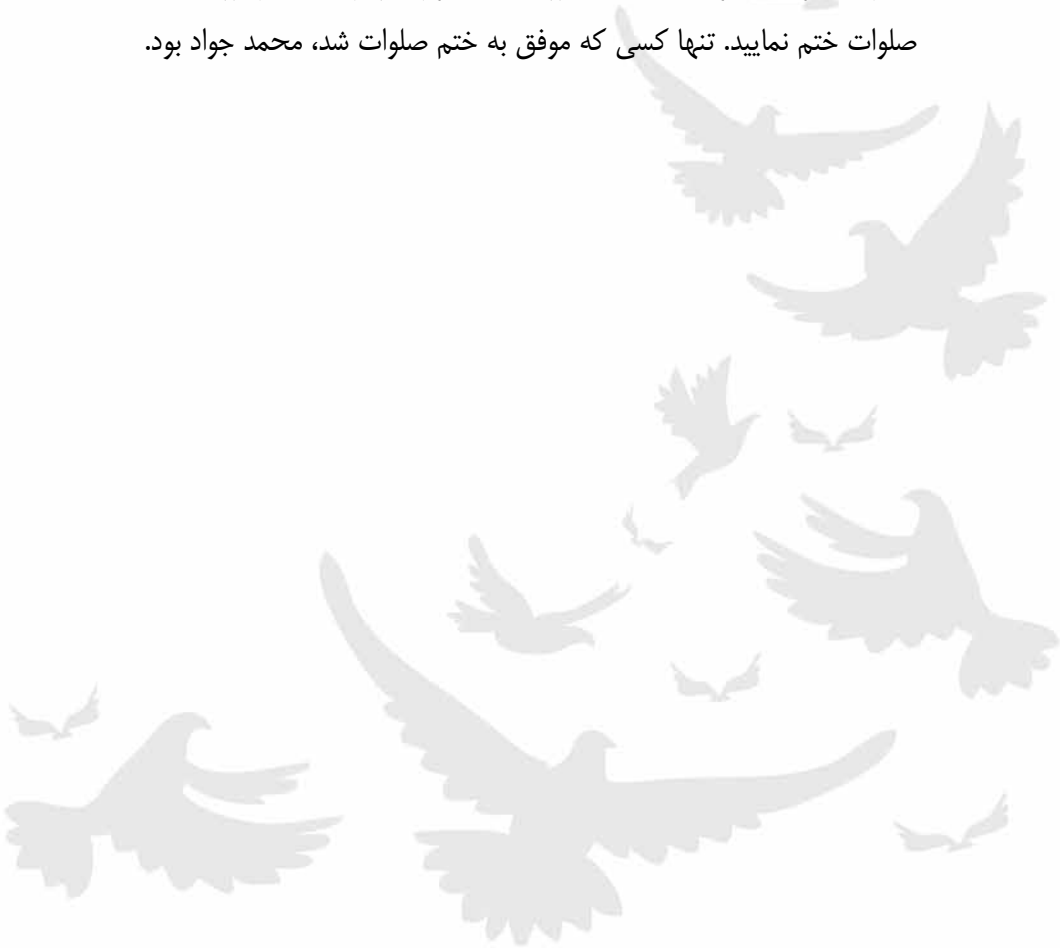 صلوات ختم نمایید. تنها کسی که موفق به ختم صلوات شد، محمد جواد بود.